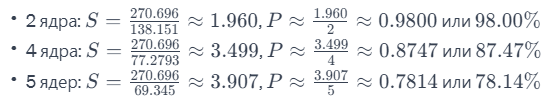 • 2 ядра: S = 270.696/138.151 ≈ 1.960, P ≈ 1.960/2 ≈ 0.9800 или 98.00%
• 4 ядра: S = 270.696/77.2793 ≈ 3.499, P ≈ 3.499/4 ≈ 0.8747 или 87.47%
• 5 ядер: S = 270.696/69.345 ≈ 3.907, P ≈ 3.907/5 ≈ 0.7814 или 78.14%